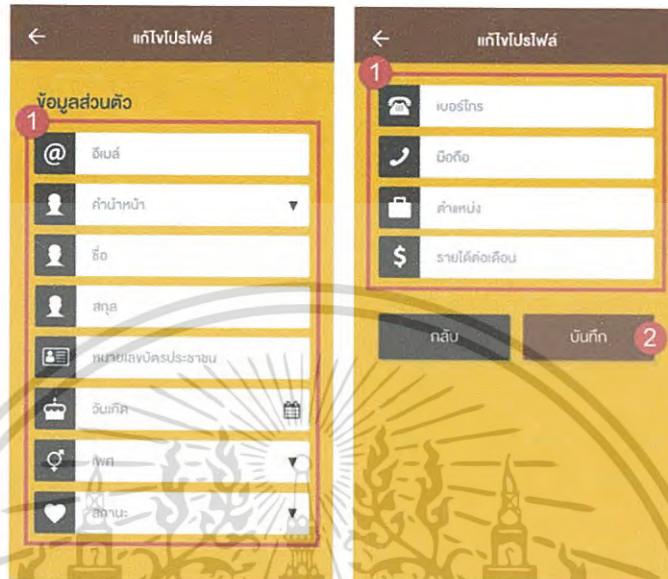 แก้ไขโปรไฟล์
ข้อมูลส่วนตัว
1
@ อีเมล์
คำนำหน้า
ชื่อ
สกุล
หมายเลขบัตรประชาชน
วันเกิด
เพศ
สถานะ
แก้ไขโปรไฟล์
1
เบอร์โทร
มือถือ
ตำแหน่ง
$ รายได้ต่อเดือน
กลับ
บันทึก 2